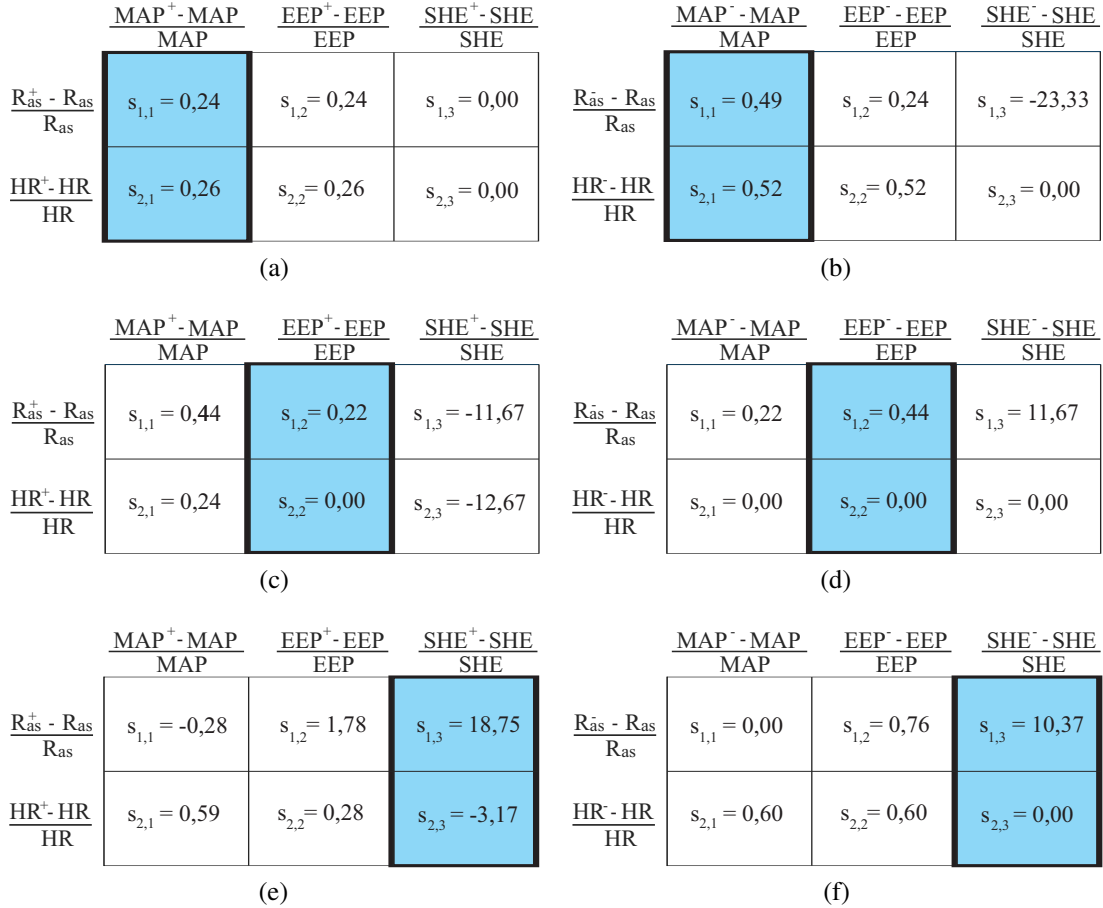 MAP⁺ - MAP EEP⁺ - EEP SHE⁺ - SHE MAP⁻ - MAP EEP⁻ - EEP SHE⁻ - SHE
MAP EEP SHE MAP EEP SHE
R⁺as - Ras s1,1 = 0,24 s1,2 = 0,24 s1,3 = 0,00 R⁻as - Ras s1,1 = 0,49 s1,2 = 0,24 s1,3 = -23,33
Ras Ras
HR⁺ - HR s2,1 = 0,26 s2,2 = 0,26 s2,3 = 0,00 HR⁻ - HR s2,1 = 0,52 s2,2 = 0,52 s2,3 = 0,00
HR HR
(a) (b)
MAP⁺ - MAP EEP⁺ - EEP SHE⁺ - SHE MAP⁻ - MAP EEP⁻ - EEP SHE⁻ - SHE
MAP EEP SHE MAP EEP SHE
R⁺as - Ras s1,1 = 0,44 s1,2 = 0,22 s1,3 = -11,67 R⁻as - Ras s1,1 = 0,22 s1,2 = 0,44 s1,3 = 11,67
Ras Ras
HR⁺ - HR s2,1 = 0,24 s2,2 = 0,00 s2,3 = -12,67 HR⁻ - HR s2,1 = 0,00 s2,2 = 0,00 s2,3 = 0,00
HR HR
(c) (d)
MAP⁺ - MAP EEP⁺ - EEP SHE⁺ - SHE MAP⁻ - MAP EEP⁻ - EEP SHE⁻ - SHE
MAP EEP SHE MAP EEP SHE
R⁺as - Ras s1,1 = -0,28 s1,2 = 1,78 s1,3 = 18,75 R⁻as - Ras s1,1 = 0,00 s1,2 = 0,76 s1,3 = 10,37
Ras Ras
HR⁺ - HR s2,1 = 0,59 s2,2 = 0,28 s2,3 = -3,17 HR⁻ - HR s2,1 = 0,60 s2,2 = 0,60 s2,3 = 0,00
HR HR
(e) (f)